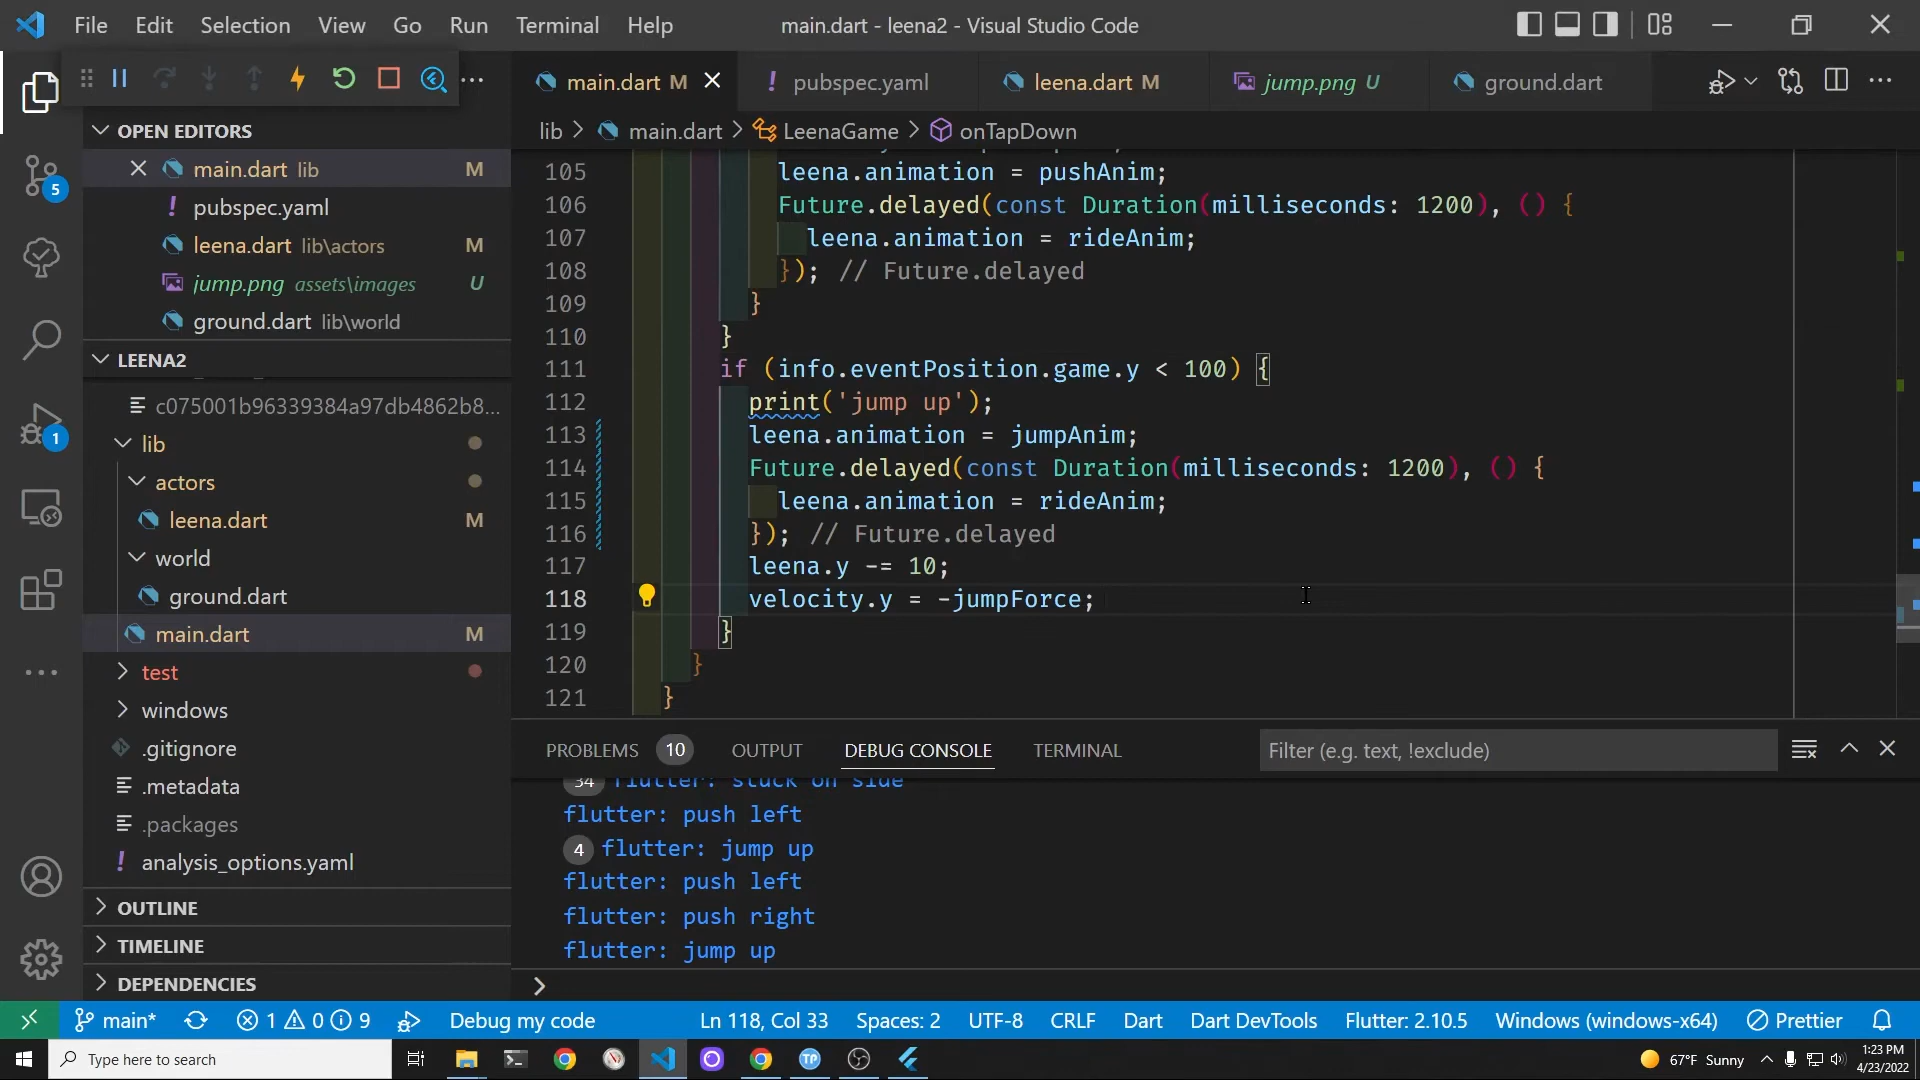 File Edit Selection View Go Run Terminal Help
main.dart - leena2 - Visual Studio Code
main.dart M
pubspec.yaml
leena.dart M
jump.png U
ground.dart
lib > main.dart > LeenaGame > onTapDown
OPEN EDITORS
main.dart lib M
! pubspec.yaml
leena.dart lib\actors M
jump.png assets\images U
ground.dart lib\world
LEENA2
c075001b96339384a97db4862b8...
lib
actors
leena.dart M
world
ground.dart
main.dart M
test
windows
.gitignore
.metadata
.packages
! analysis_options.yaml
OUTLINE
TIMELINE
DEPENDENCIES
5
1
105 leena.animation = pushAnim;
106 Future.delayed(const Duration(milliseconds: 1200), () {
107 leena.animation = rideAnim;
108 }); // Future.delayed
109 }
110 }
111 if (info.eventPosition.game.y < 100) {
112 print('jump up');
113 leena.animation = jumpAnim;
114 Future.delayed(const Duration(milliseconds: 1200), () {
115 leena.animation = rideAnim;
116 }); // Future.delayed
117 leena.y -= 10;
118 velocity.y = -jumpForce;
119 }
120 }
121 }
PROBLEMS 10 OUTPUT DEBUG CONSOLE TERMINAL
Filter (e.g. text, !exclude)
34 flutter: stuck on side
flutter: push left
4 flutter: jump up
flutter: push left
flutter: push right
flutter: jump up
main* 1 0 9 Debug my code
Ln 118, Col 33 Spaces: 2 UTF-8 CRLF Dart Dart DevTools Flutter: 2.10.5 Windows (windows-x64) Prettier
Type here to search
TP
67°F Sunny
1:23 PM
4/23/2022